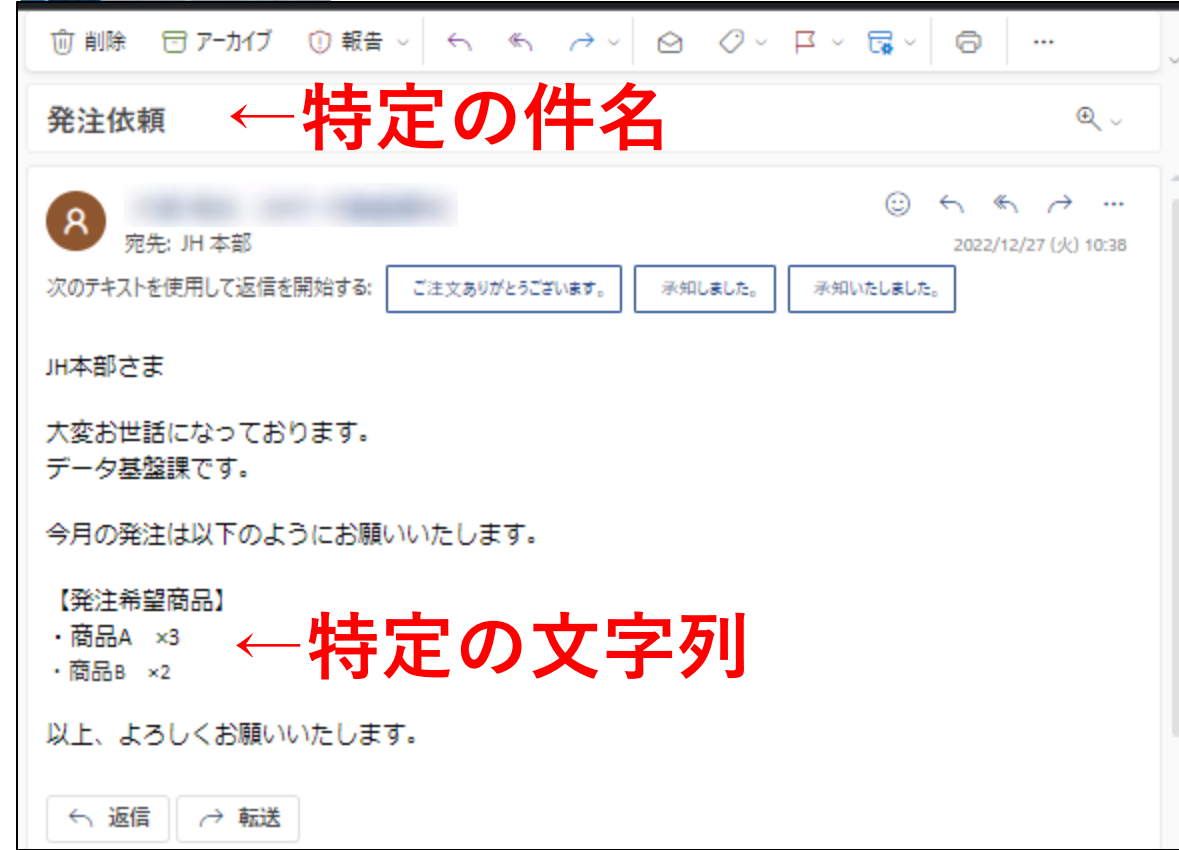 削除 アーカイブ 報告
発注依頼 ←特定の件名
宛先: JH 本部
2022/12/27 (火) 10:38
次のテキストを使用して返信を開始する: ご注文ありがとうございます。 承知しました。 承知いたしました。
JH本部さま
大変お世話になっております。
データ基盤課です。
今月の発注は以下のようにお願いいたします。
【発注希望商品】
・商品A ×3
←特定の文字列
・商品B ×2
以上、よろしくお願いいたします。
返信 転送